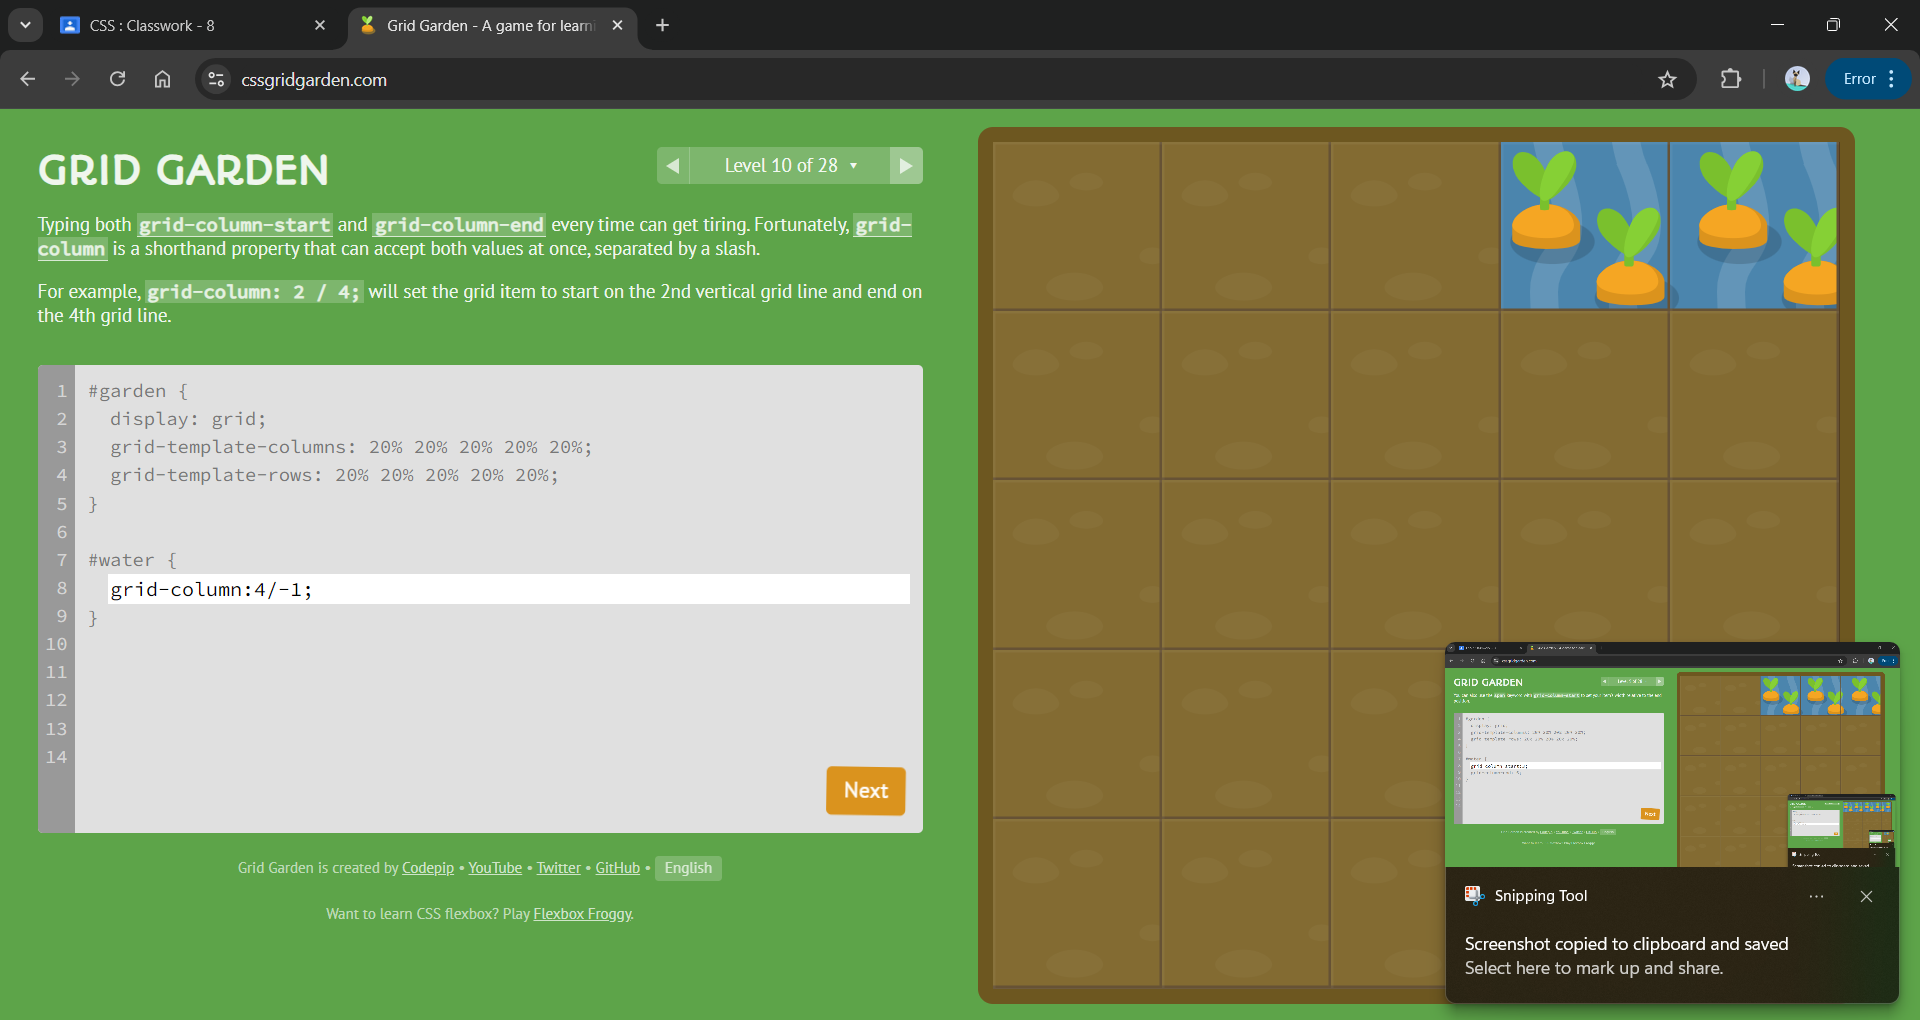 CSS : Classwork - 8
Grid Garden - A game for learni
cssgridgarden.com
Error
GRID GARDEN
Level 10 of 28
Typing both grid-column-start and grid-column-end every time can get tiring. Fortunately, grid-
column is a shorthand property that can accept both values at once, separated by a slash.
For example, grid-column: 2 / 4; will set the grid item to start on the 2nd vertical grid line and end on
the 4th grid line.
1 #garden {
2 display: grid;
3 grid-template-columns: 20% 20% 20% 20% 20%;
4 grid-template-rows: 20% 20% 20% 20% 20%;
5 }
6
7 #water {
8 grid-column:4/-1;
9 }
10
11
12
13
14
Next
Grid Garden is created by Codepip • YouTube • Twitter • GitHub • English
Want to learn CSS flexbox? Play Flexbox Froggy.
GRID GARDEN
Snipping Tool
Screenshot copied to clipboard and saved
Select here to mark up and share.